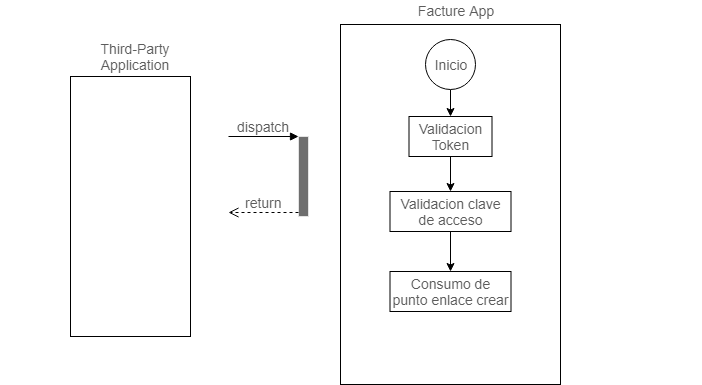 Facture App
Third-Party
Application
Inicio
dispatch
Validacion
Token
return
Validacion clave
de acceso
Consumo de
punto enlace crear